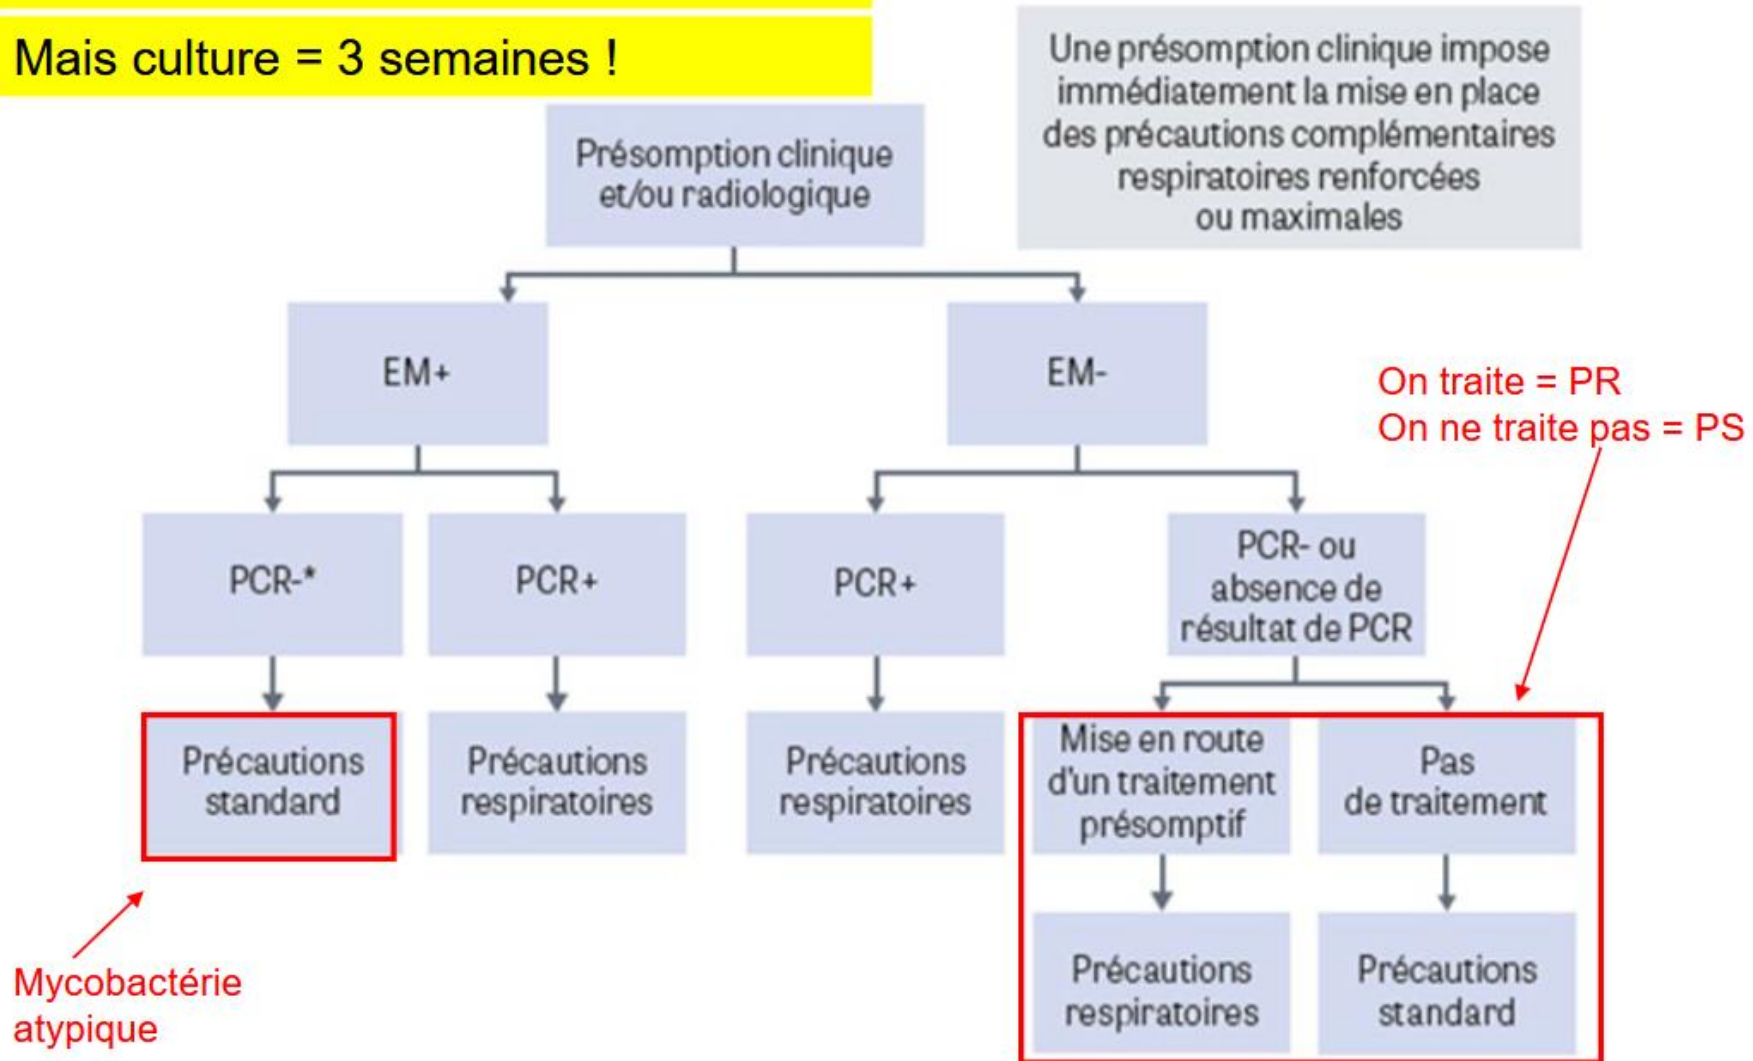 Mais culture = 3 semaines !
Une présomption clinique impose
immédiatement la mise en place
des précautions complémentaires
respiratoires renforcées
ou maximales
Présomption clinique
et/ou radiologique
EM+
EM-
On traite = PR
On ne traite pas = PS
PCR-*
PCR+
PCR+
PCR- ou
absence de
résultat de PCR
Précautions
standard
Précautions
respiratoires
Précautions
respiratoires
Mise en route
d'un traitement
présomptif
Pas
de traitement
Mycobactérie
atypique
Précautions
respiratoires
Précautions
standard